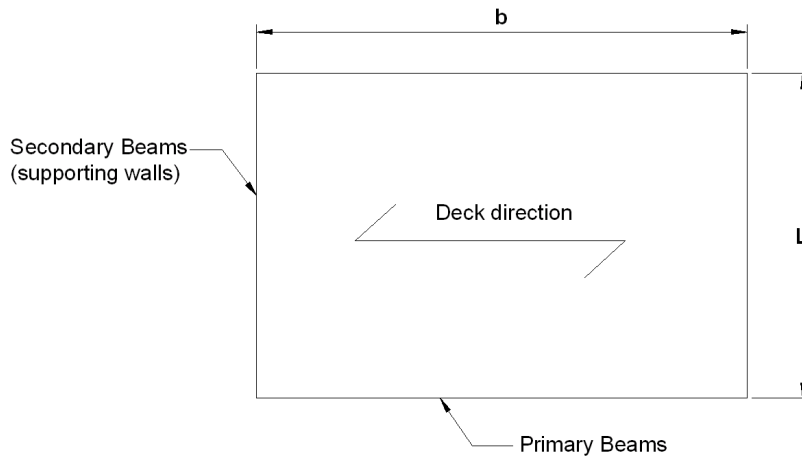 b
Secondary Beams
(supporting walls)
Deck direction
L
Primary Beams